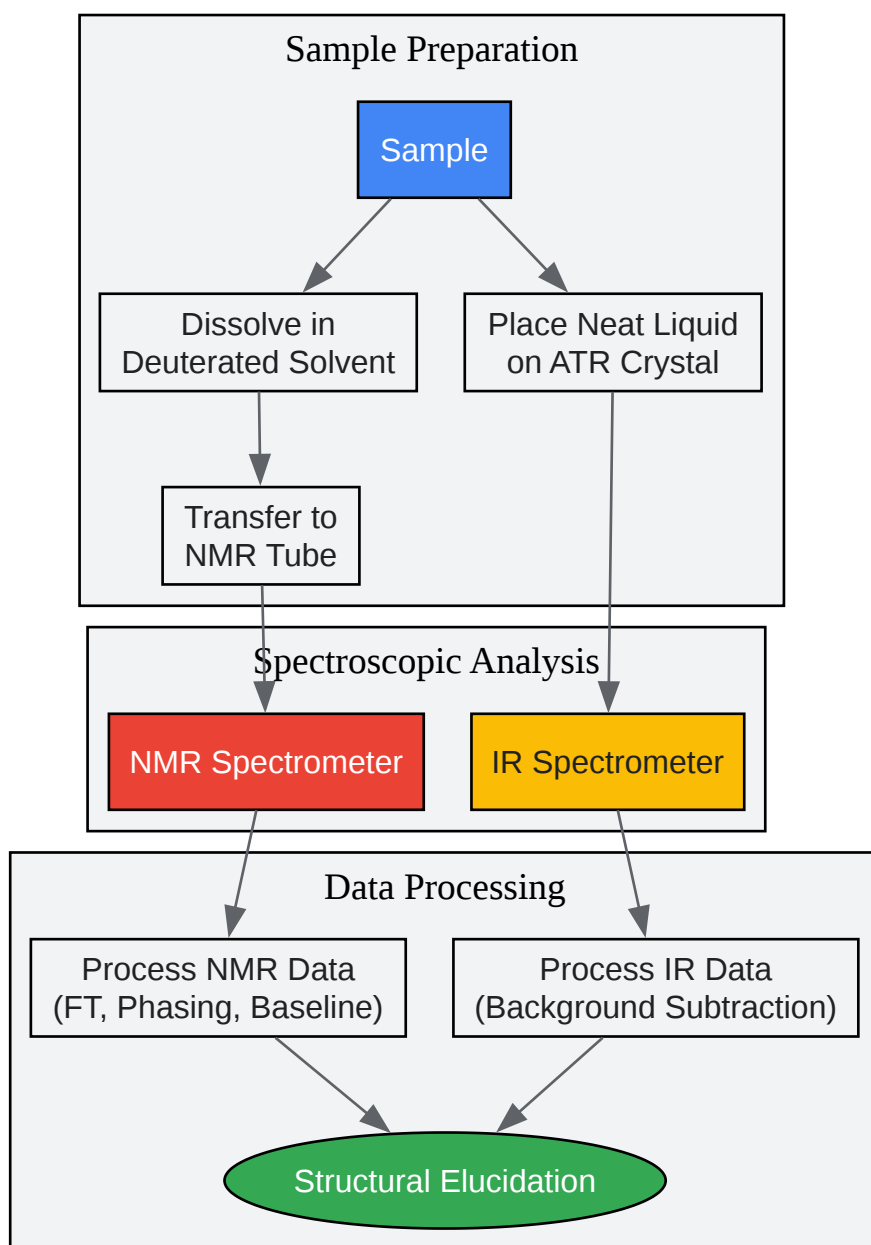 Sample Preparation
Sample
Dissolve in
Deuterated Solvent
Place Neat Liquid
on ATR Crystal
Transfer to
NMR Tube
Spectroscopic Analysis
NMR Spectrometer
IR Spectrometer
Data Processing
Process NMR Data
(FT, Phasing, Baseline)
Process IR Data
(Background Subtraction)
Structural Elucidation